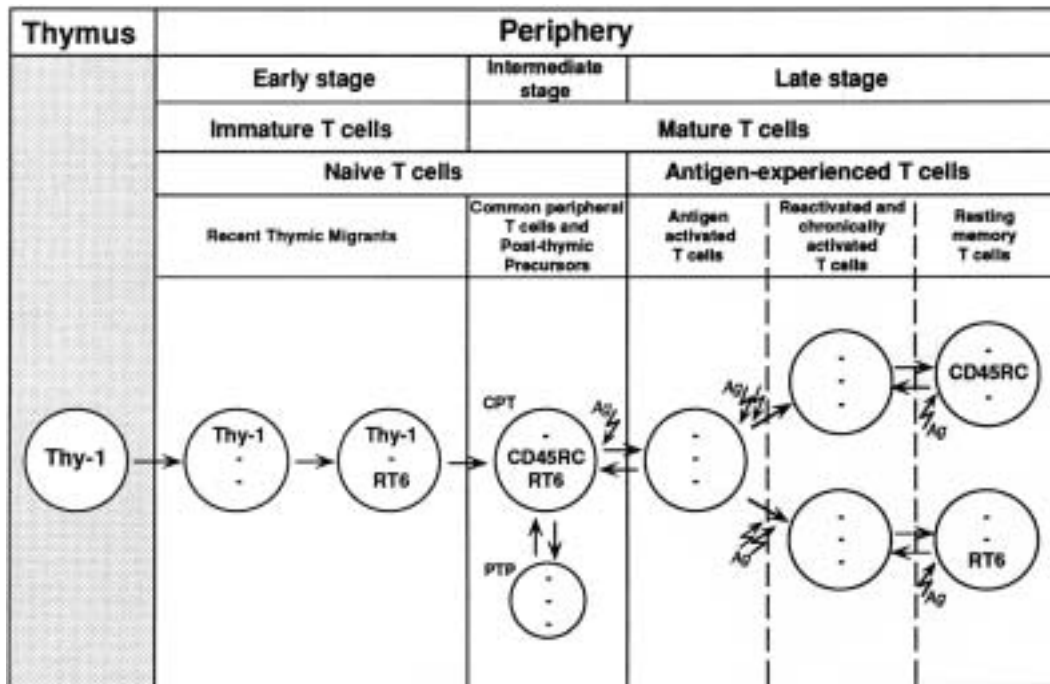 Thymus
Periphery
Early stage
Intermediate
stage
Late stage
Immature T cells
Mature T cells
Naive T cells
Antigen-experienced T cells
Recent Thymic Migrants
Common peripheral
T cells and
Post-thymic
Precursors
Antigen
activated
T cells
Reactivated and
chronically
activated
T cells
Resting
memory
T cells
Thy-1
Thy-1
-
-
Thy-1
-
RT6
CPT
-
CD45RC
RT6
Ag
PTP
-
-
-
-
-
-
Ag
-
-
-
-
CD45RC
-
Ag
Ag
-
-
-
-
-
RT6
Ag